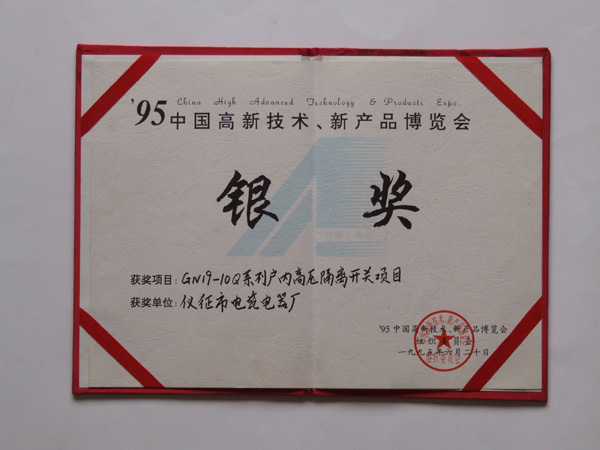 China High Advanced Technology & Products Expo.
'95中国高新技术、新产品博览会
银奖
获奖项目：GN19-10Q系列户内高压隔离开关项目
获奖单位：仪征市电瓷电器厂
'95中国高新技术、新产品博览会
组织委员会
一九九五年六月二十日